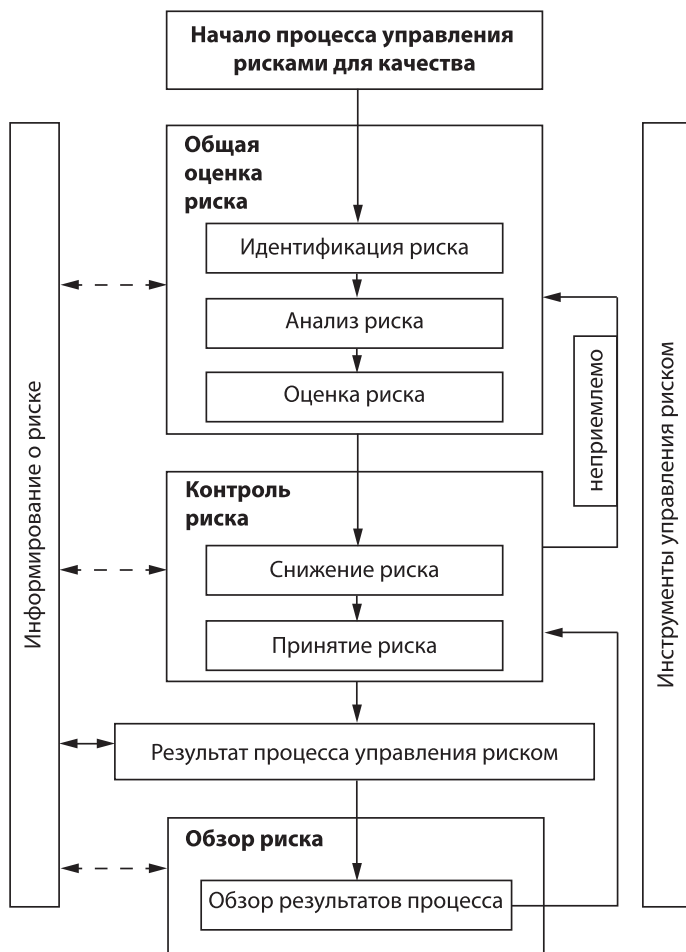 Начало процесса управления
рисками для качества
Общая
оценка
риска
Идентификация риска
Анализ риска
Оценка риска
неприемлемо
Контроль
риска
Снижение риска
Принятие риска
Результат процесса управления риском
Обзор риска
Обзор результатов процесса
Информирование о риске
Инструменты управления риском